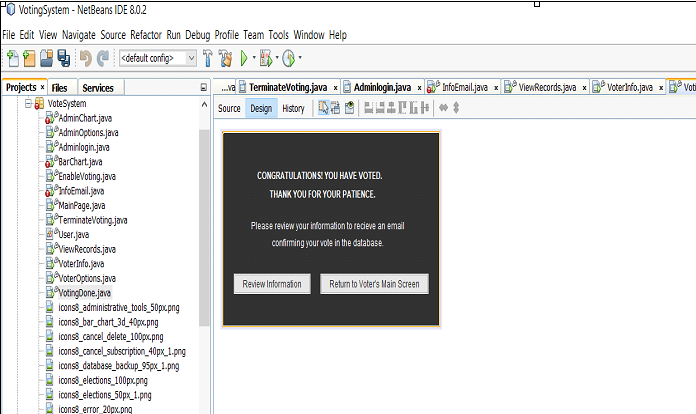 VotingSystem - NetBeans IDE 8.0.2
File Edit View Navigate Source Refactor Run Debug Profile Team Tools Window Help
<default config>
Projects × Files Services
...va TerminateVoting.java × Adminlogin.java × InfoEmail.java × ViewRecords.java × VoterInfo.java × Voti
Source Design History
VoteSystem
AdminChart.java
AdminOptions.java
Adminlogin.java
BarChart.java
EnableVoting.java
InfoEmail.java
MainPage.java
TerminateVoting.java
User.java
ViewRecords.java
VoterInfo.java
VoterOptions.java
VotingDone.java
icons8_administrative_tools_50px.png
icons8_bar_chart_3d_40px.png
icons8_cancel_delete_100px.png
icons8_cancel_subscription_40px_1.png
icons8_database_backup_95px_1.png
icons8_elections_100px.png
icons8_elections_50px_1.png
icons8_error_20px.png
CONGRATULATIONS! YOU HAVE VOTED.
THANK YOU FOR YOUR PATIENCE.
Please review your information to recieve an email
confirming your vote in the database.
Review Information
Return to Voter's Main Screen